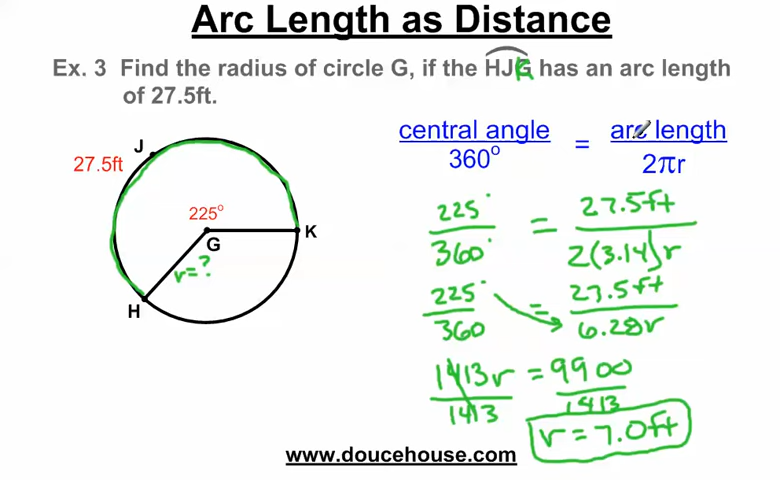 Arc Length as Distance
Ex. 3 Find the radius of circle G, if the HJK has an arc length
of 27.5ft.
J
27.5ft
225°
G
K
r=?
H
central angle = arc length
360° 2πr
225° = 27.5ft
360° 2(3.14)r
225° = 27.5ft
360 6.28r
1413r = 9900
1413 1413
r = 7.0ft
www.doucehouse.com